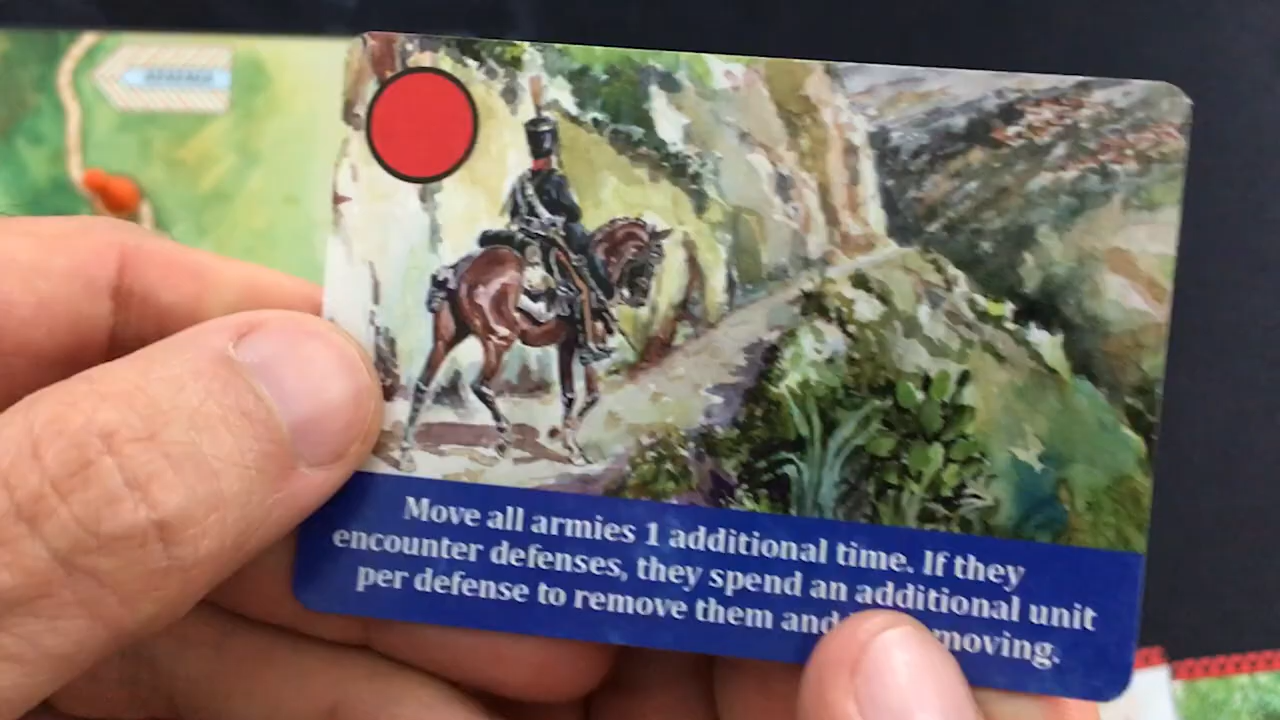 Move all armies 1 additional time. If they
encounter defenses, they spend an additional unit
per defense to remove them and moving.